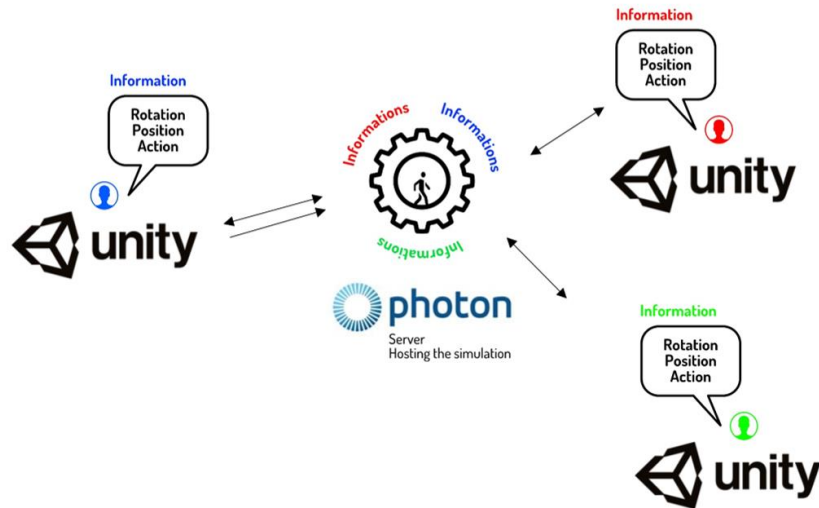 Information
Rotation
Position
Action
unity
Informations
Informations
Informations
photon
Server
Hosting the simulation
Information
Rotation
Position
Action
unity
Information
Rotation
Position
Action
unity